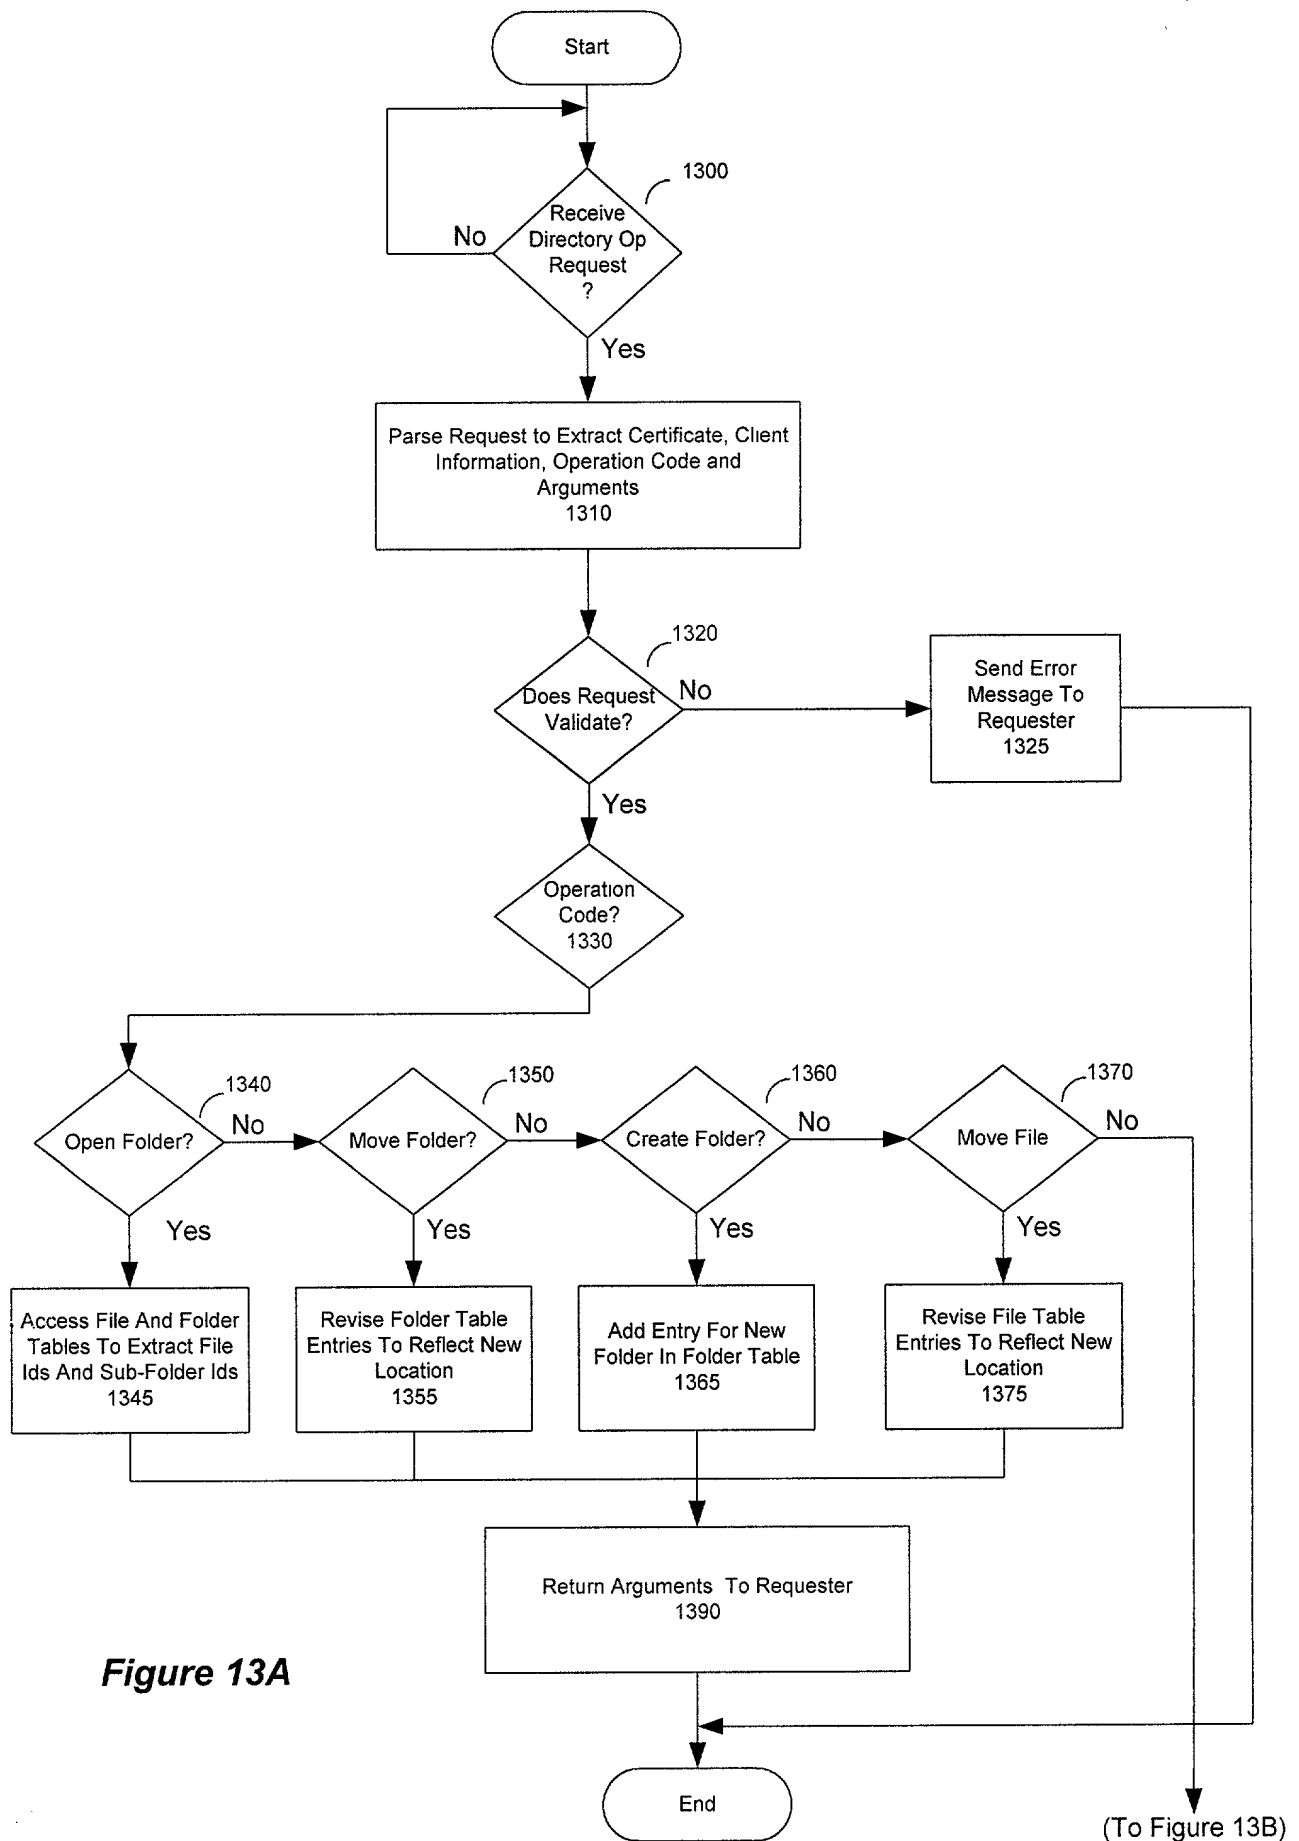 Start
1300
Receive
Directory Op
Request
?
No
Yes
Parse Request to Extract Certificate, Client
Information, Operation Code and
Arguments
1310
1320
Does Request
Validate?
No
Send Error
Message To
Requester
1325
Yes
Operation
Code?
1330
1340
Open Folder?
No
1350
Move Folder?
No
1360
Create Folder?
No
1370
Move File
No
Yes
Yes
Yes
Yes
Access File And Folder
Tables To Extract File
Ids And Sub-Folder Ids
1345
Revise Folder Table
Entries To Reflect New
Location
1355
Add Entry For New
Folder In Folder Table
1365
Revise File Table
Entries To Reflect New
Location
1375
Return Arguments To Requester
1390
Figure 13A
End
(To Figure 13B)